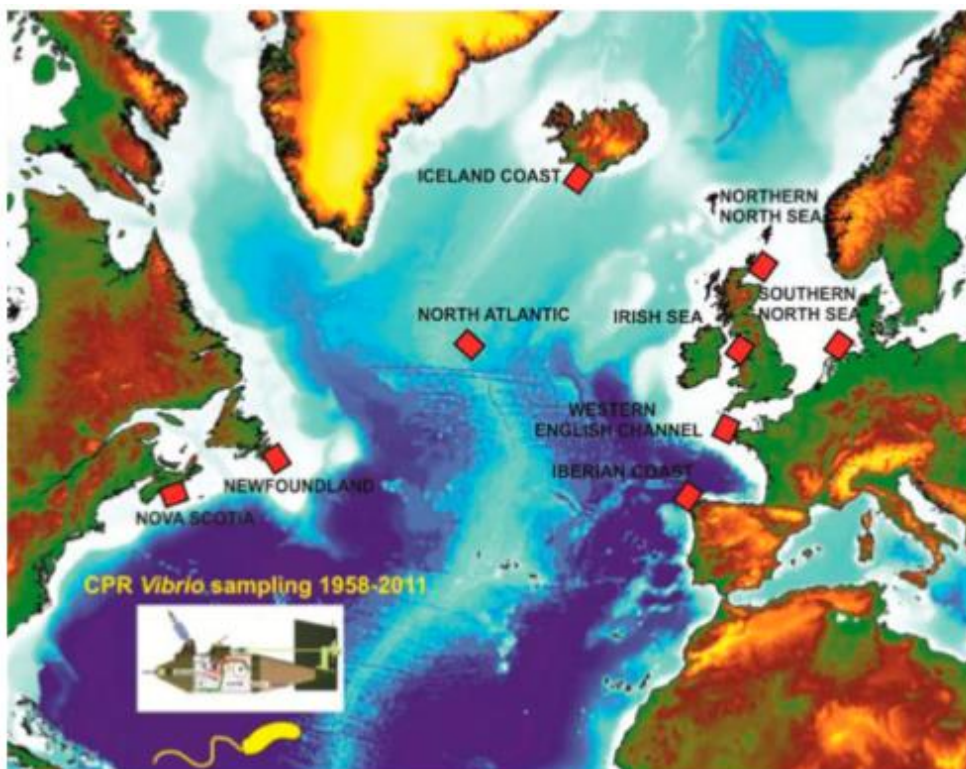 ICELAND COAST
NORTHERN
NORTH SEA
SOUTHERN
NORTH SEA
NORTH ATLANTIC
IRISH SEA
WESTERN
ENGLISH CHANNEL
IBERIAN COAST
NEWFOUNDLAND
NOVA SCOTIA
CPR Vibrio sampling 1958-2011